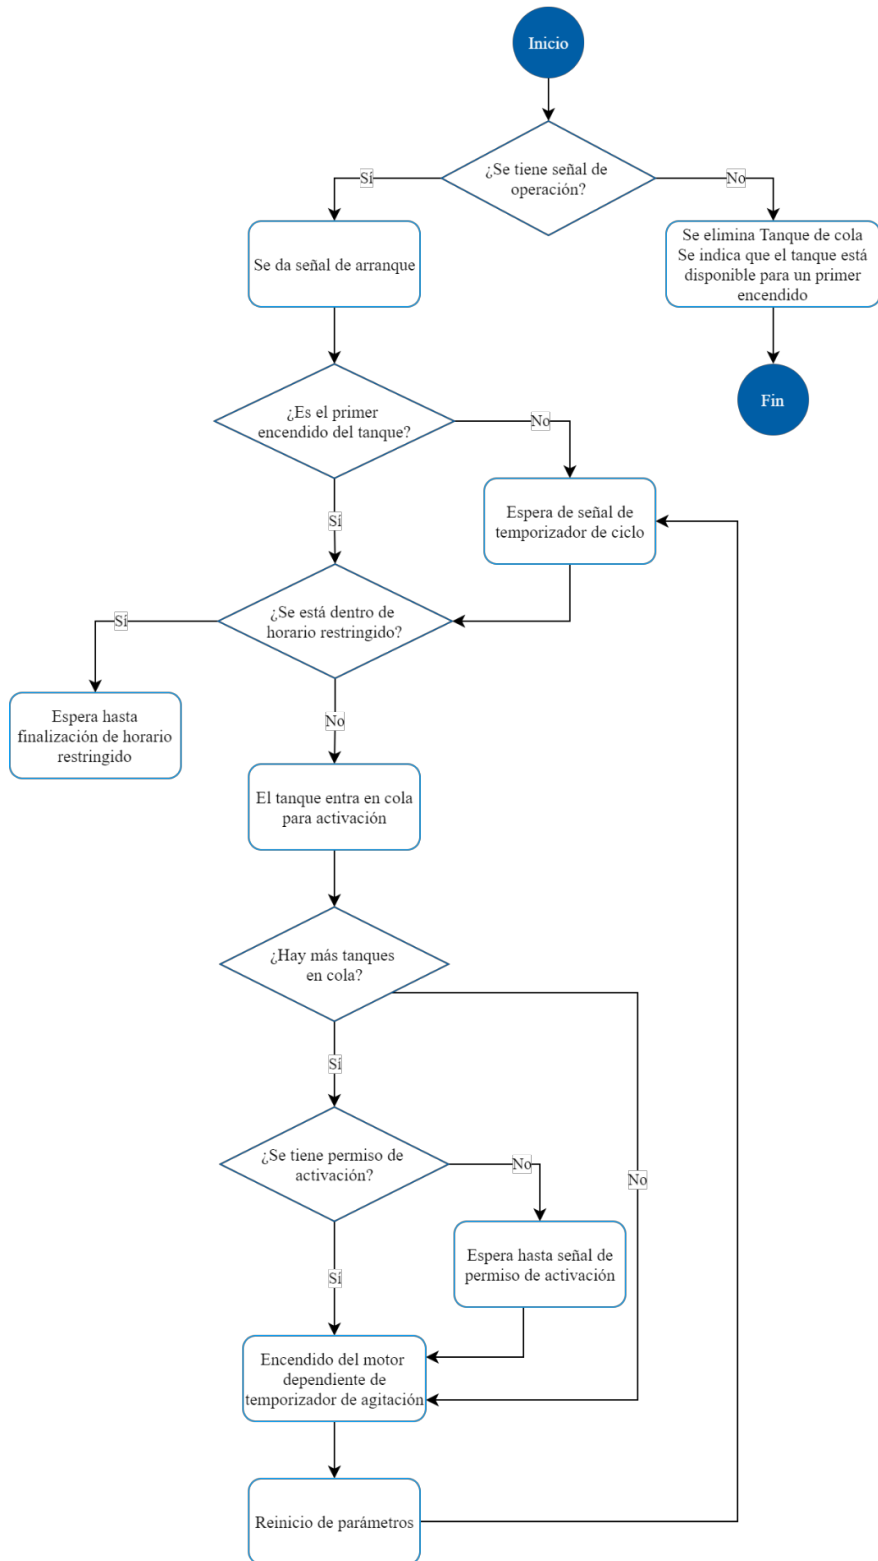 Inicio
¿Se tiene señal de
operación?
Sí
No
Se da señal de arranque
Se elimina Tanque de cola
Se indica que el tanque está
disponible para un primer
encendido
Fin
¿Es el primer
encendido del tanque?
No
Sí
Espera de señal de
temporizador de ciclo
¿Se está dentro de
horario restringido?
Sí
No
Espera hasta
finalización de horario
restringido
El tanque entra en cola
para activación
¿Hay más tanques
en cola?
Sí
No
¿Se tiene permiso de
activación?
No
Sí
Espera hasta señal de
permiso de activación
Encendido del motor
dependiente de
temporizador de agitación
Reinicio de parámetros